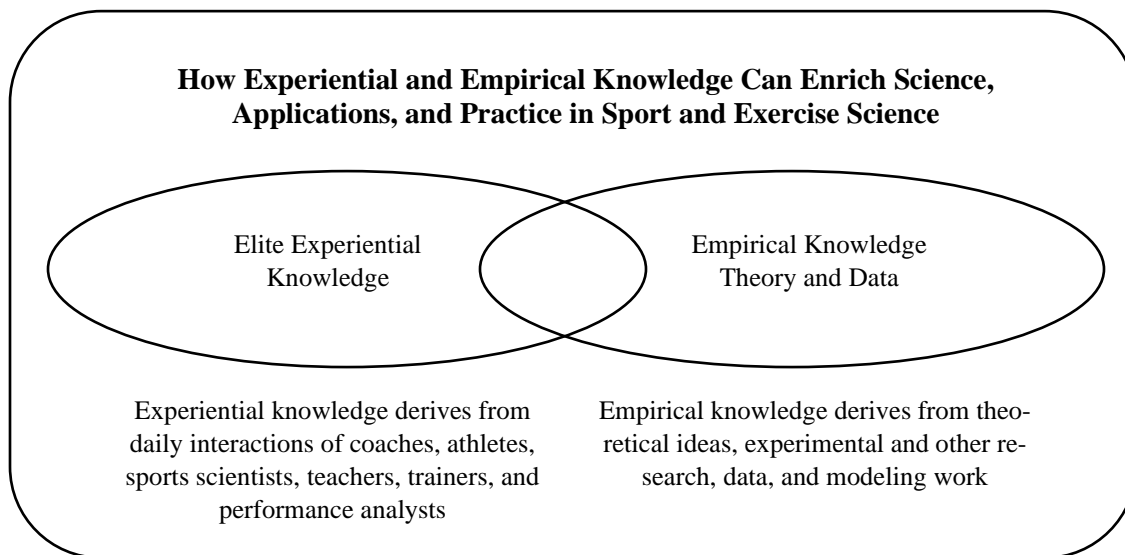 How Experiential and Empirical Knowledge Can Enrich Science,
Applications, and Practice in Sport and Exercise Science
Elite Experiential
Knowledge
Empirical Knowledge
Theory and Data
Experiential knowledge derives from
daily interactions of coaches, athletes,
sports scientists, teachers, trainers, and
performance analysts
Empirical knowledge derives from theo-
retical ideas, experimental and other re-
search, data, and modeling work